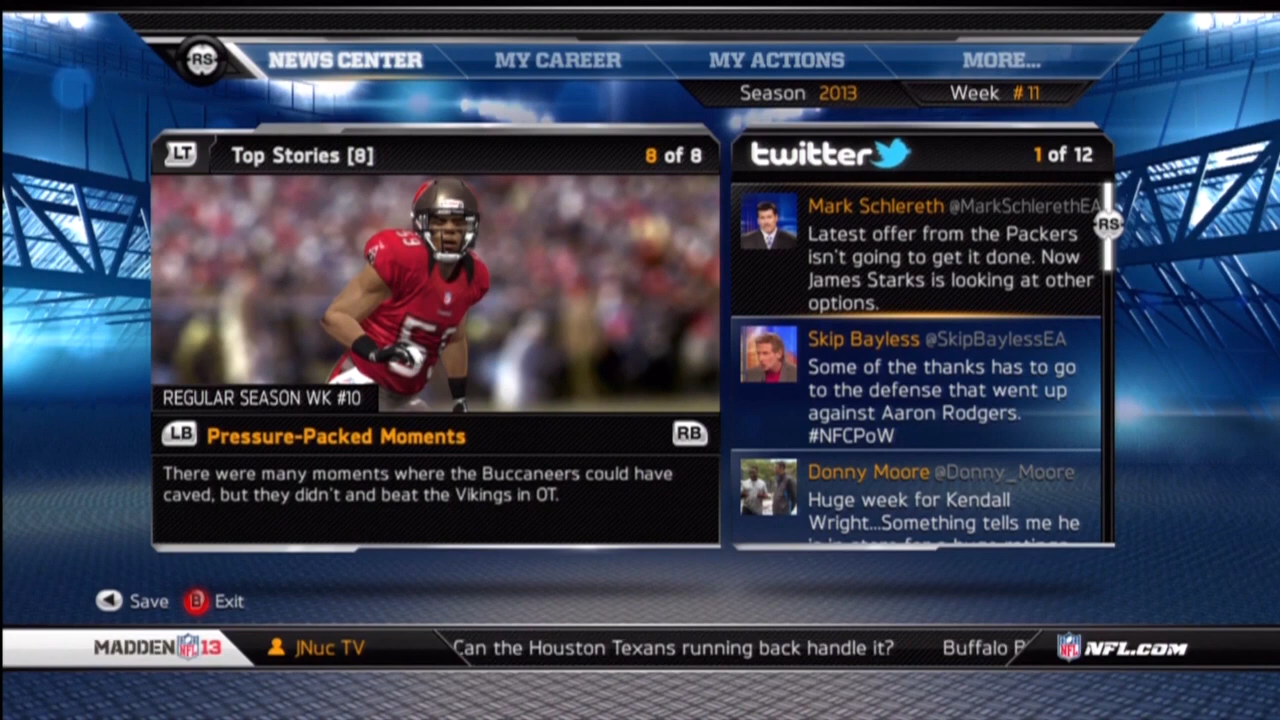 RS
NEWS CENTER
MY CAREER
MY ACTIONS
MORE...
Season 2013
Week #11
LT
Top Stories [8]
8 of 8
REGULAR SEASON WK #10
LB
Pressure-Packed Moments
RB
There were many moments where the Buccaneers could have
caved, but they didn't and beat the Vikings in OT.
twitter
1 of 12
Mark Schlereth @MarkSchlerethEA
RS
Latest offer from the Packers
isn't going to get it done. Now
James Starks is looking at other
options.
Skip Bayless @SkipBaylessEA
Some of the thanks has to go
to the defense that went up
against Aaron Rodgers.
#NFCPoW
Donny Moore @Donny_Moore
Huge week for Kendall
Wright...Something tells me he
Save
B Exit
MADDEN NFL 13
JNuc TV
Can the Houston Texans running back handle it?
Buffalo
NFL NFL.COM